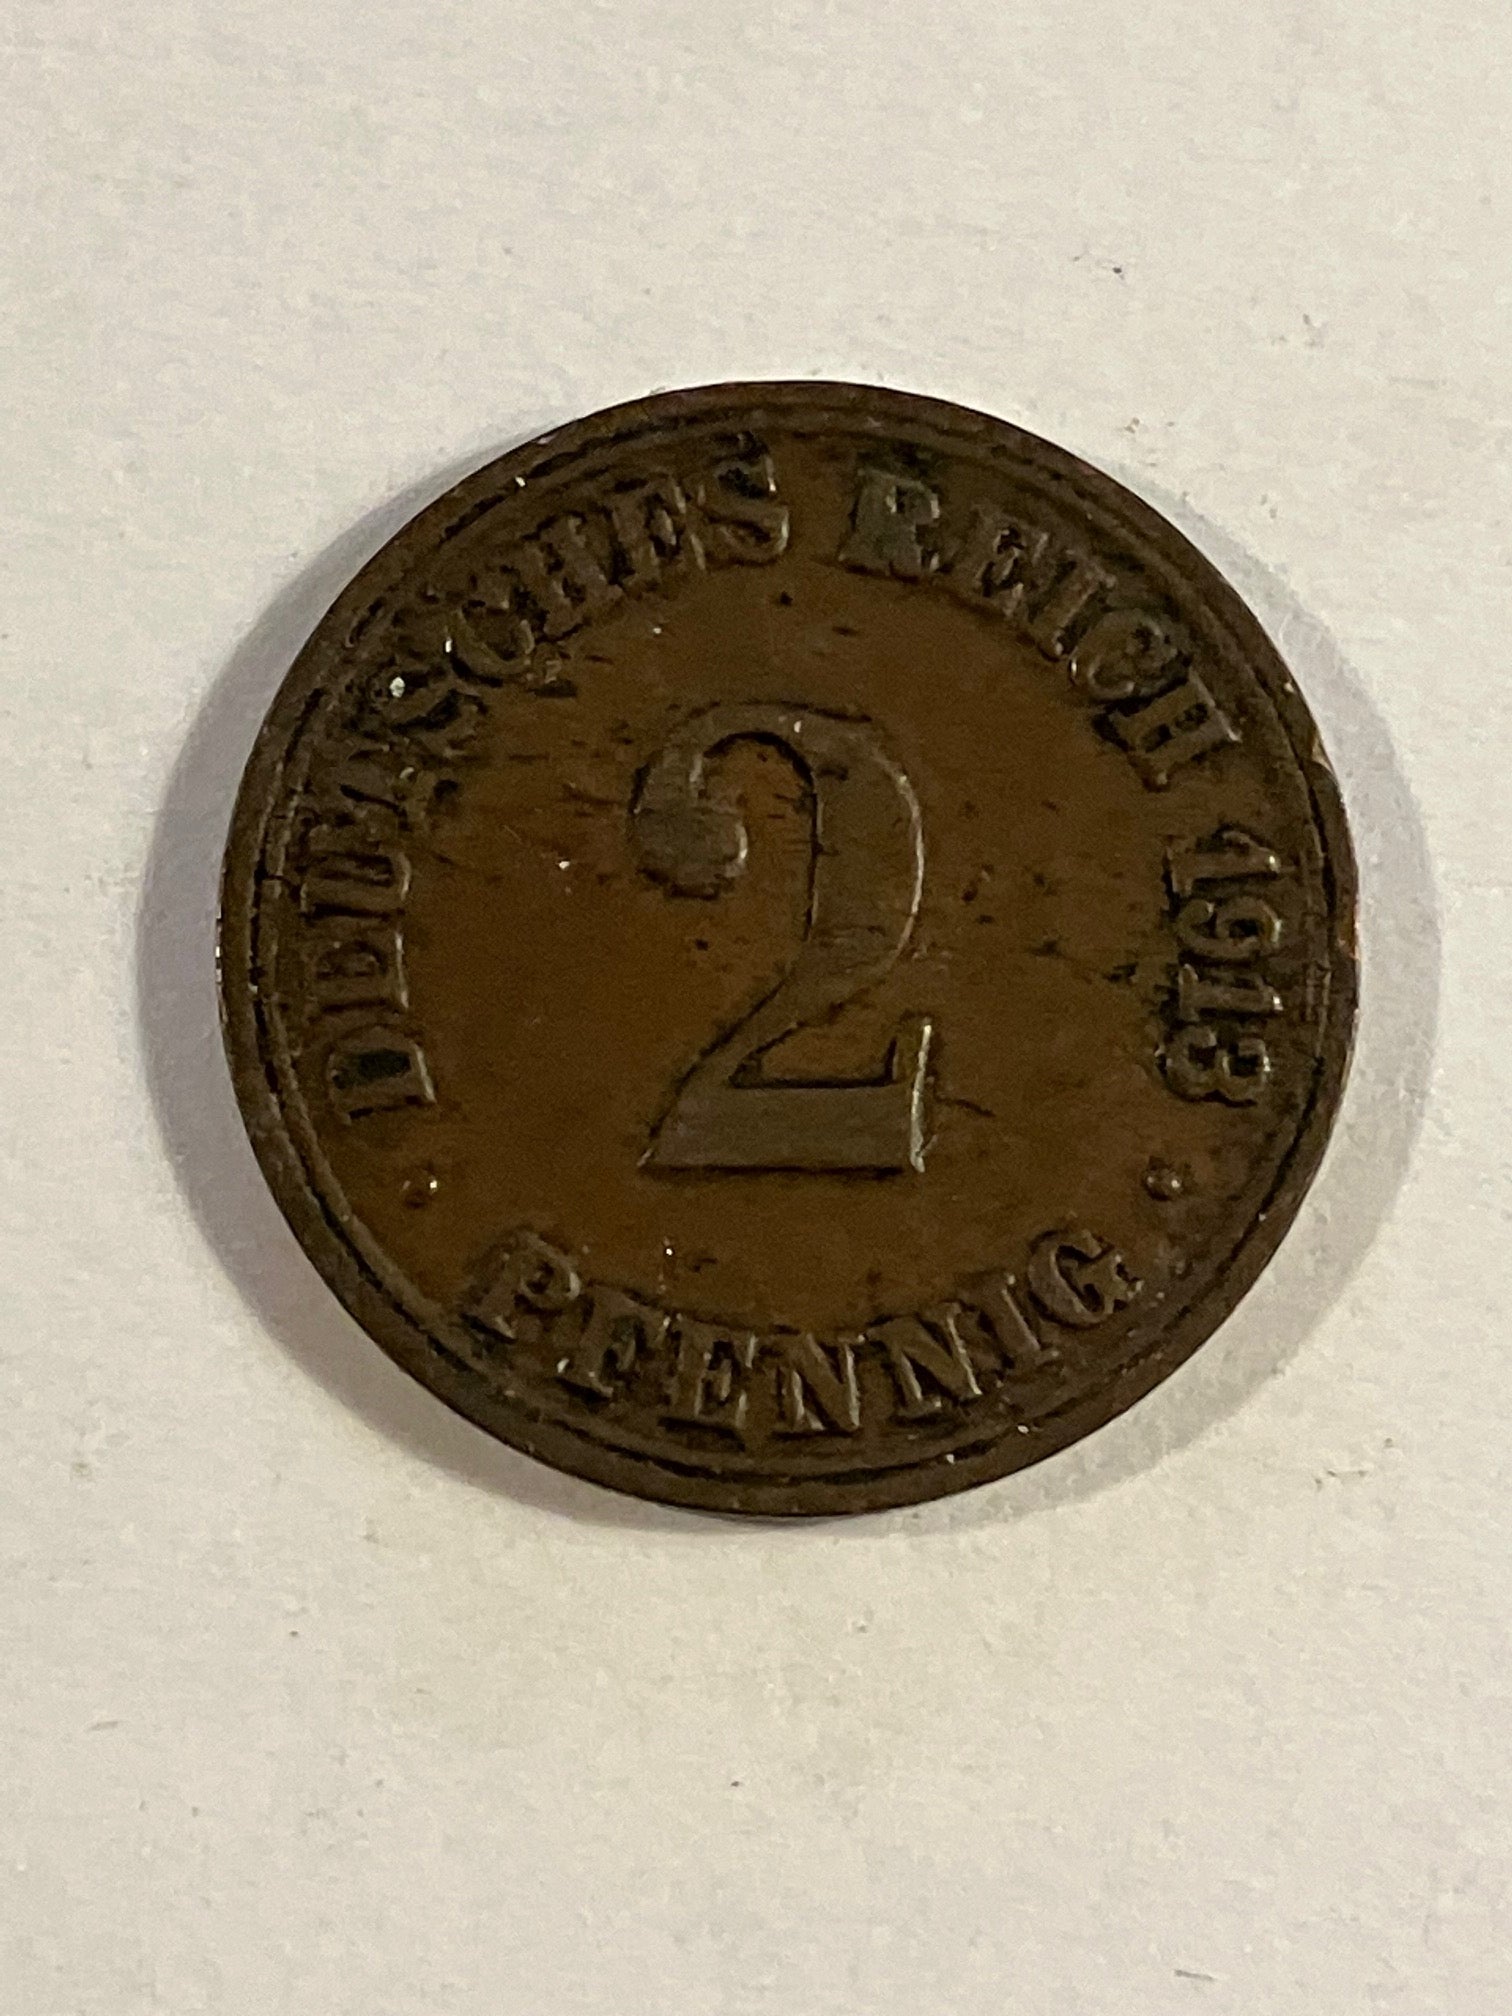 DEUTSCHES REICH 1913
2
PFENNIG